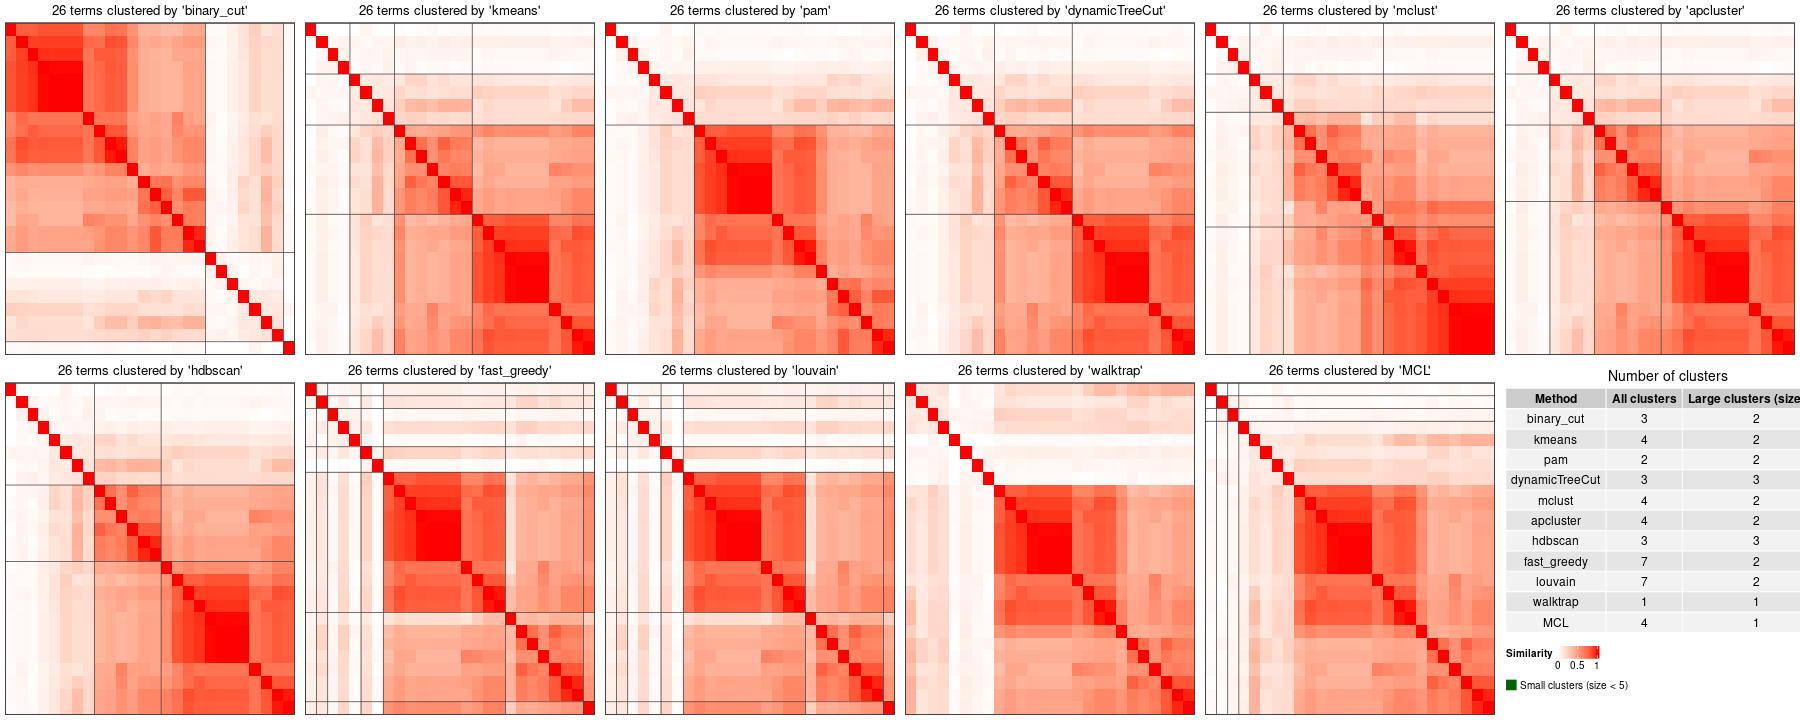 26 terms clustered by 'binary_cut'
26 terms clustered by 'kmeans'
26 terms clustered by 'pam'
26 terms clustered by 'dynamicTreeCut'
26 terms clustered by 'mclust'
26 terms clustered by 'apcluster'
26 terms clustered by 'hdbscan'
26 terms clustered by 'fast_greedy'
26 terms clustered by 'louvain'
26 terms clustered by 'walktrap'
26 terms clustered by 'MCL'
Number of clusters
Method All clusters Large clusters (size
binary_cut 3 2
kmeans 4 2
pam 2 2
dynamicTreeCut 3 3
mclust 4 2
apcluster 4 2
hdbscan 3 3
fast_greedy 7 2
louvain 7 2
walktrap 1 1
MCL 4 1
Similarity
0 0.5 1
Small clusters (size < 5)